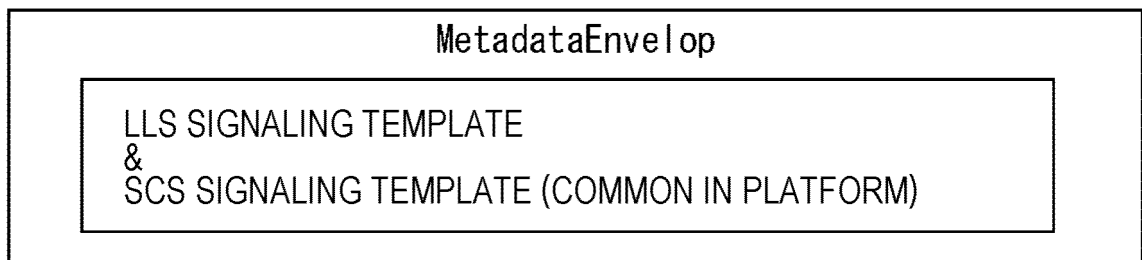 MetadataEnvelop
LLS SIGNALING TEMPLATE
&
SCS SIGNALING TEMPLATE (COMMON IN PLATFORM)